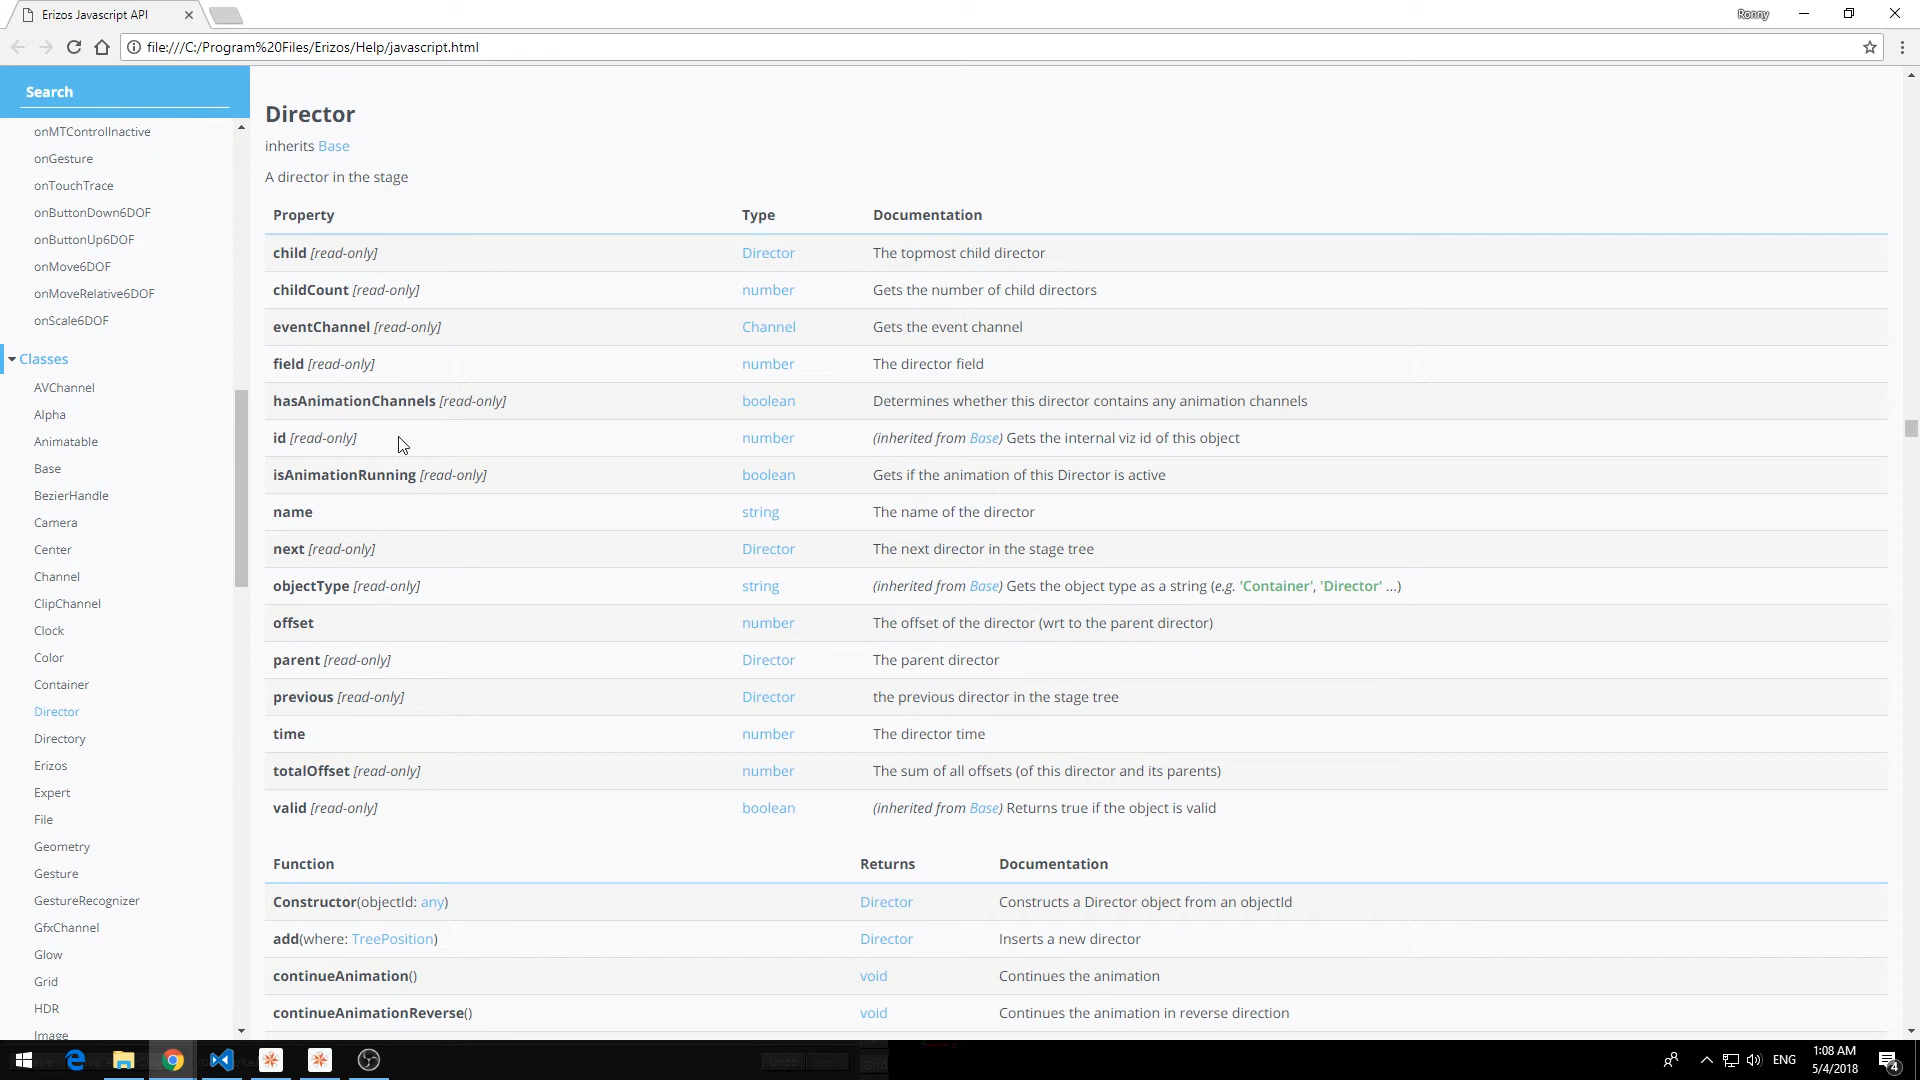 Erizos Javascript API
Ronny
file:///C:/Program%20Files/Erizos/Help/javascript.html
Search
onMTControlInactive
onGesture
onTouchTrace
onButtonDown6DOF
onButtonUp6DOF
onMove6DOF
onMoveRelative6DOF
onScale6DOF
Classes
AVChannel
Alpha
Animatable
Base
BezierHandle
Camera
Center
Channel
ClipChannel
Clock
Color
Container
Director
Directory
Erizos
Expert
File
Geometry
Gesture
GestureRecognizer
GfxChannel
Glow
Grid
HDR
Image
Director
inherits Base
A director in the stage
Property Type Documentation
child [read-only] Director The topmost child director
childCount [read-only] number Gets the number of child directors
eventChannel [read-only] Channel Gets the event channel
field [read-only] number The director field
hasAnimationChannels [read-only] boolean Determines whether this director contains any animation channels
id [read-only] number (inherited from Base) Gets the internal viz id of this object
isAnimationRunning [read-only] boolean Gets if the animation of this Director is active
name string The name of the director
next [read-only] Director The next director in the stage tree
objectType [read-only] string (inherited from Base) Gets the object type as a string (e.g. 'Container', 'Director' ...)
offset number The offset of the director (wrt to the parent director)
parent [read-only] Director The parent director
previous [read-only] Director the previous director in the stage tree
time number The director time
totalOffset [read-only] number The sum of all offsets (of this director and its parents)
valid [read-only] boolean (inherited from Base) Returns true if the object is valid
Function Returns Documentation
Constructor(objectId: any) Director Constructs a Director object from an objectId
add(where: TreePosition) Director Inserts a new director
continueAnimation() void Continues the animation
continueAnimationReverse() void Continues the animation in reverse direction
Undo
ENG
1:08 AM
5/4/2018
4